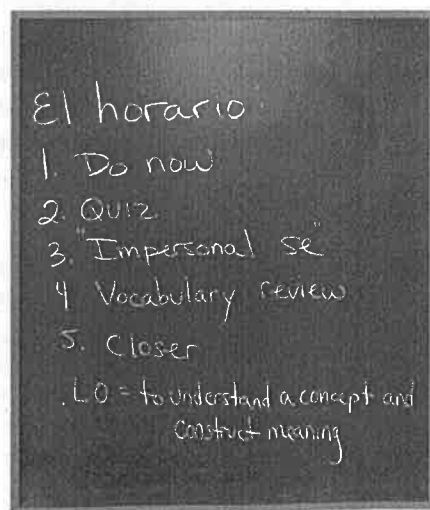 El horario
1. Do now
2. Quiz
3. "Impersonal se"
4 Vocabulary review
5. Closer
. LO = to understand a concept and
construct meaning